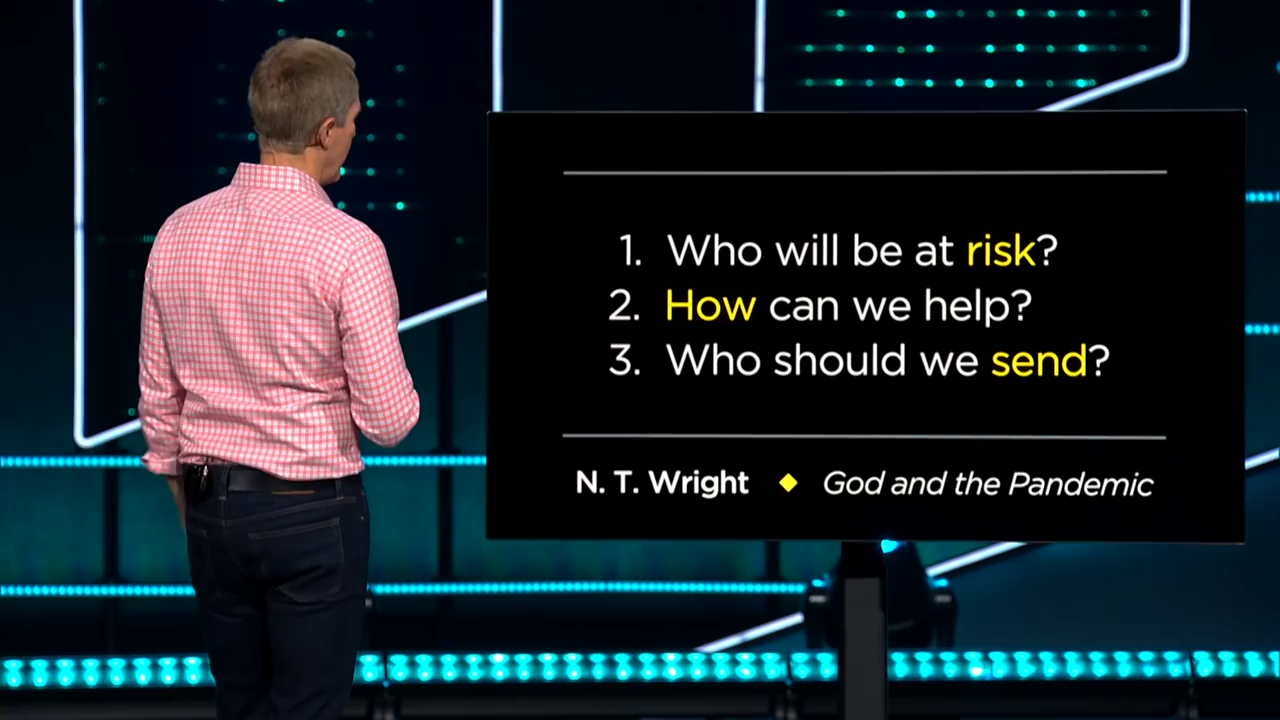 1. Who will be at risk?
2. How can we help?
3. Who should we send?
N. T. Wright ◆ God and the Pandemic